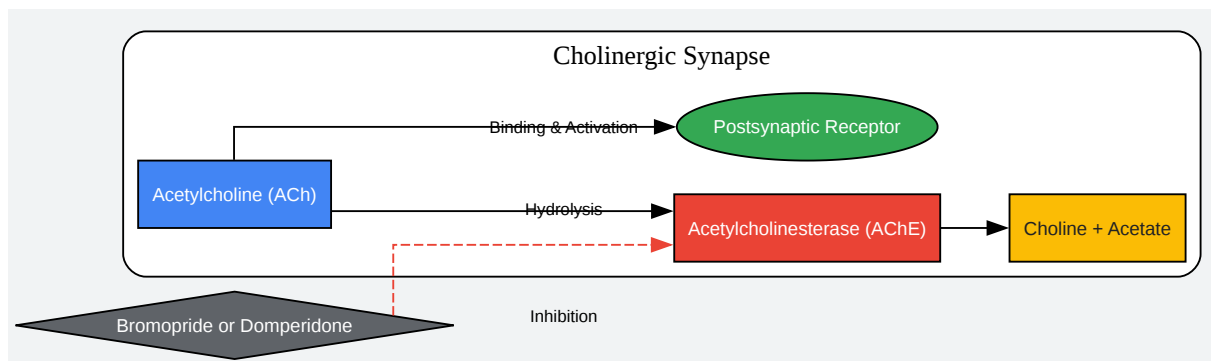 Cholinergic Synapse
Binding & Activation
Postsynaptic Receptor
Acetylcholine (ACh)
Hydrolysis
Acetylcholinesterase (AChE)
Choline + Acetate
Bromopride or Domperidone
Inhibition